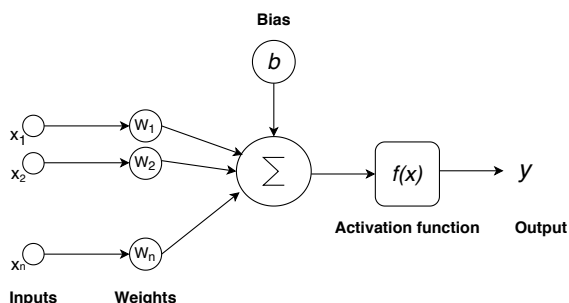 Bias
b
x1 w1
x2 w2
∑ f(x) y
Activation function Output
xn wn
Inputs Weights